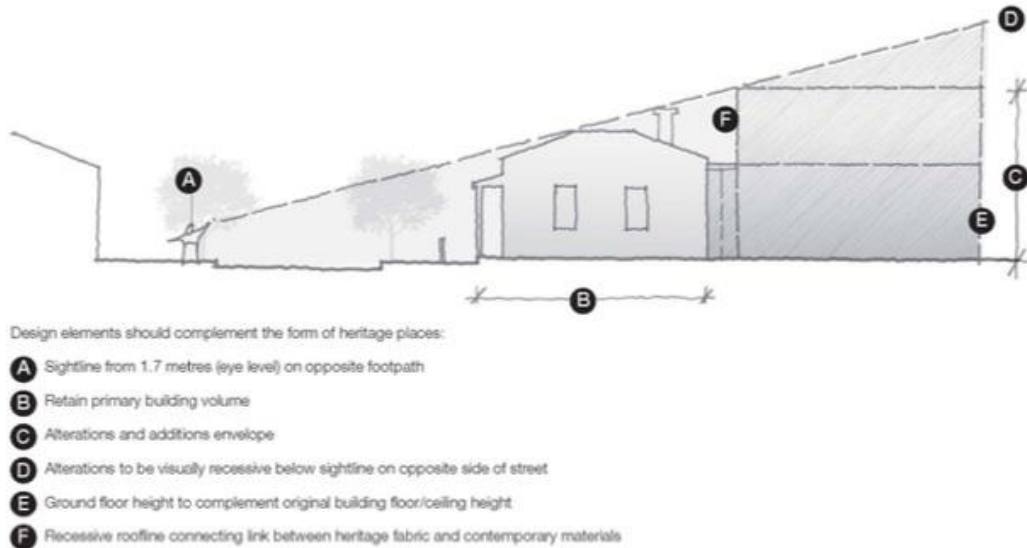 D
F
A
C
E
B
Design elements should complement the form of heritage places:
A Sightline from 1.7 metres (eye level) on opposite footpath
B Retain primary building volume
C Alterations and additions envelope
D Alterations to be visually recessive below sightline on opposite side of street
E Ground floor height to complement original building floor/ceiling height
F Recessive roofline connecting link between heritage fabric and contemporary materials